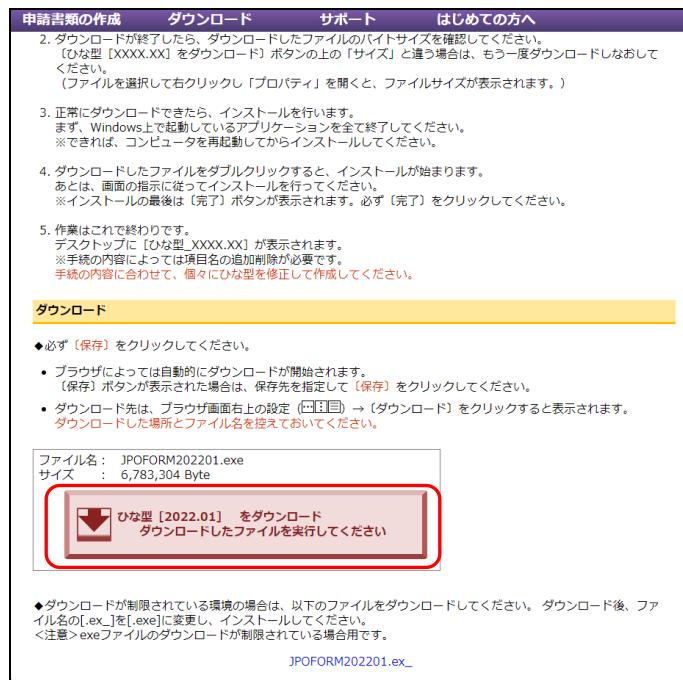 申請書類の作成 ダウンロード サポート はじめての方へ
2. ダウンロードが終了したら、ダウンロードしたファイルのバイトサイズを確認してください。
〔ひな型［XXXX.XX］をダウンロード〕ボタンの上の「サイズ」と違う場合は、もう一度ダウンロードしなおして
ください。
（ファイルを選択して右クリックし「プロパティ」を開くと、ファイルサイズが表示されます。）
3. 正常にダウンロードできたら、インストールを行います。
まず、Windows上で起動しているアプリケーションを全て終了してください。
※できれば、コンピュータを再起動してからインストールしてください。
4. ダウンロードしたファイルをダブルクリックすると、インストールが始まります。
あとは、画面の指示に従ってインストールを行ってください。
※インストールの最後は〔完了〕ボタンが表示されます。必ず〔完了〕をクリックしてください。
5. 作業はこれで終わりです。
デスクトップに［ひな型_XXXX.XX］が表示されます。
※手続の内容によっては項目名の追加削除が必要です。
手続の内容に合わせて、個々にひな型を修正して作成してください。
ダウンロード
◆必ず〔保存〕をクリックしてください。
• ブラウザによっては自動的にダウンロードが開始されます。
〔保存〕ボタンが表示された場合は、保存先を指定して〔保存〕をクリックしてください。
• ダウンロード先は、ブラウザ画面右上の設定（）→〔ダウンロード〕をクリックすると表示されます。
ダウンロードした場所とファイル名を控えておいてください。
ファイル名： JPOFORM202201.exe
サイズ ： 6,783,304 Byte
ひな型［2022.01］ をダウンロード
ダウンロードしたファイルを実行してください
◆ダウンロードが制限されている環境の場合は、以下のファイルをダウンロードしてください。 ダウンロード後、ファ
イル名の[.ex_]を[.exe]に変更し、インストールしてください。
＜注意＞exeファイルのダウンロードが制限されている場合用です。
JPOFORM202201.ex_